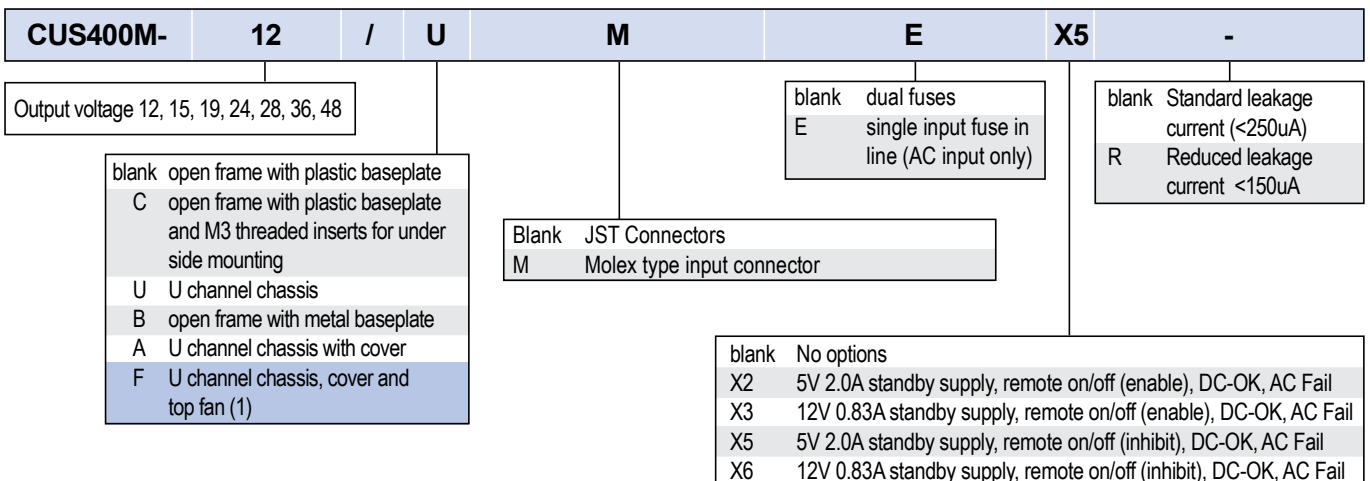 CUS400M- 12 / U M E X5 -
Output voltage 12, 15, 19, 24, 28, 36, 48
blank open frame with plastic baseplate
C open frame with plastic baseplate
and M3 threaded inserts for under
side mounting
U U channel chassis
B open frame with metal baseplate
A U channel chassis with cover
F U channel chassis, cover and
top fan (1)
Blank JST Connectors
M Molex type input connector
blank dual fuses
E single input fuse in
line (AC input only)
blank No options
X2 5V 2.0A standby supply, remote on/off (enable), DC-OK, AC Fail
X3 12V 0.83A standby supply, remote on/off (enable), DC-OK, AC Fail
X5 5V 2.0A standby supply, remote on/off (inhibit), DC-OK, AC Fail
X6 12V 0.83A standby supply, remote on/off (inhibit), DC-OK, AC Fail
blank Standard leakage
current (<250uA)
R Reduced leakage
current <150uA